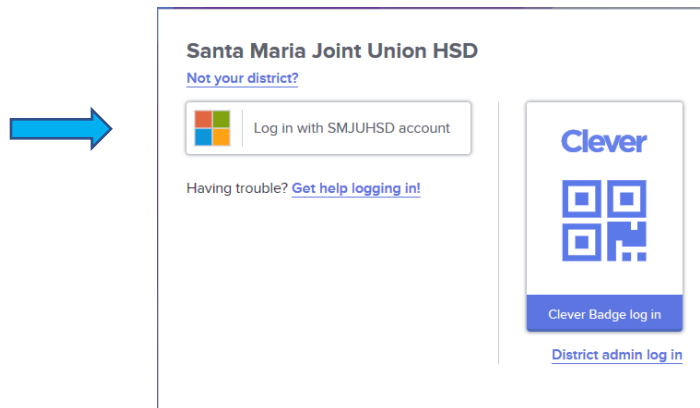 Santa Maria Joint Union HSD
Not your district?
Log in with SMJUHSD account
Having trouble? Get help logging in!
Clever
Clever Badge log in
District admin log in